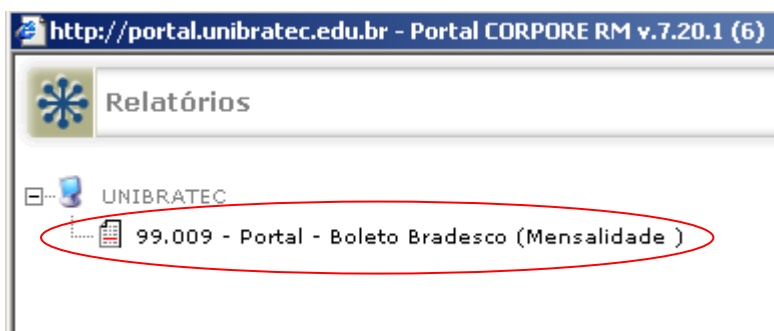 http://portal.unibratec.edu.br - Portal CORPORE RM v.7.20.1 (6)
Relatórios
UNIBRATEC
99.009 - Portal - Boleto Bradesco (Mensalidade )